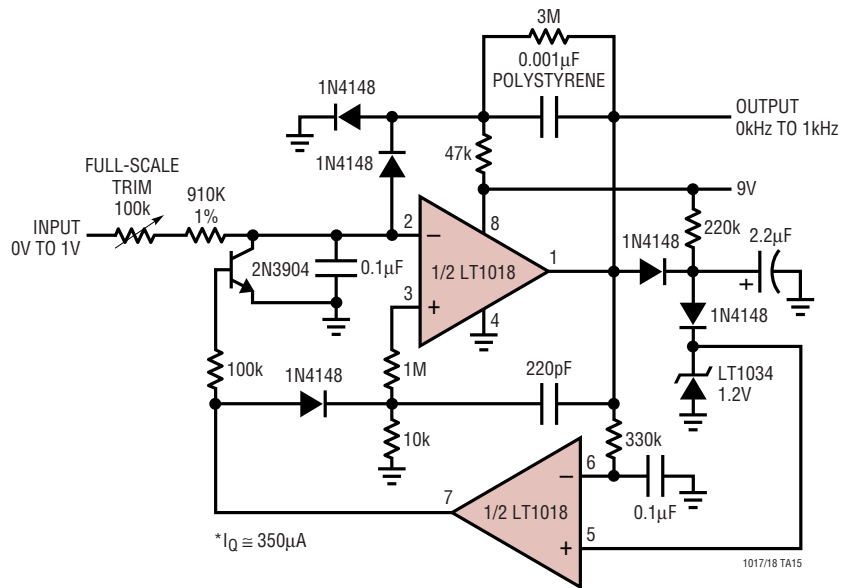 3M
0.001µF
POLYSTYRENE
1N4148
OUTPUT
0kHz TO 1kHz
1N4148
47k
FULL-SCALE
TRIM
100k
910K
1%
9V
INPUT
0V TO 1V
2
8
220k
1N4148
2.2µF
2N3904
0.1µF
–
1/2 LT1018
1
+
3
+
4
1N4148
100k
1N4148
1M
220pF
LT1034
1.2V
10k
330k
6
–
7
1/2 LT1018
0.1µF
5
+
*IQ ≅ 350µA
1017/18 TA15